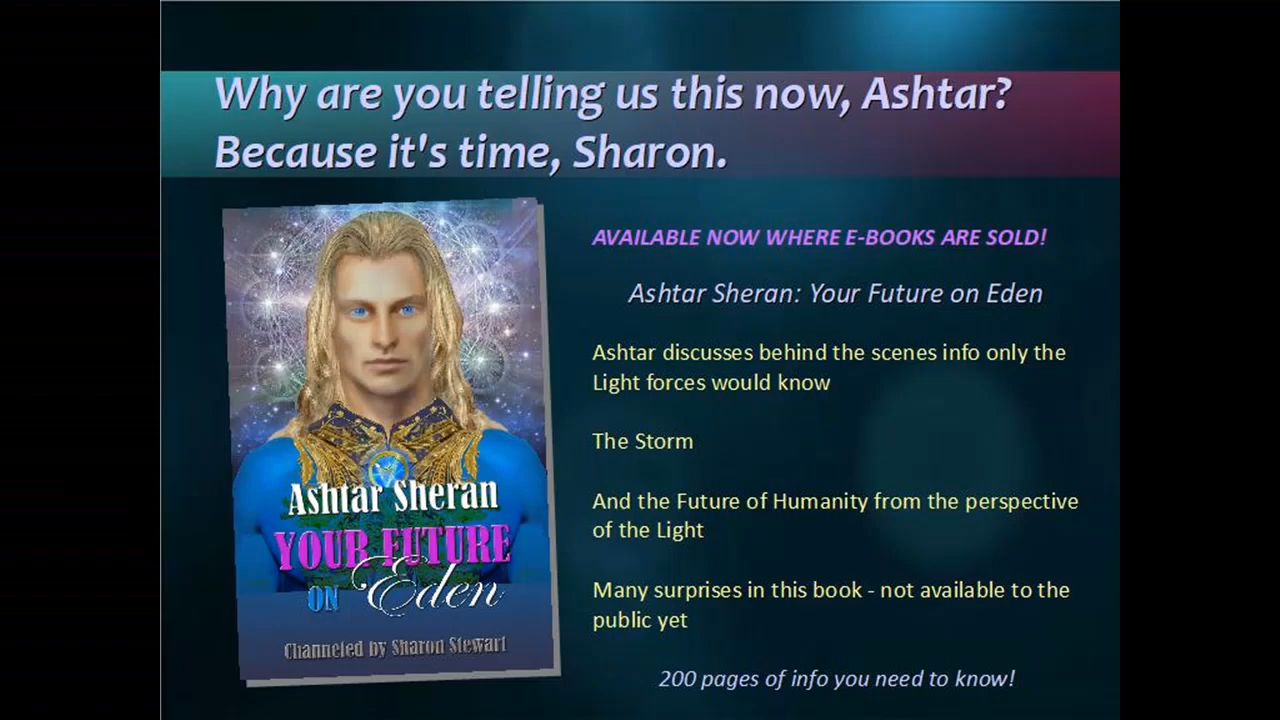 Why are you telling us this now, Ashtar?
Because it's time, Sharon.
AVAILABLE NOW WHERE E-BOOKS ARE SOLD!
Ashtar Sheran: Your Future on Eden
Ashtar discusses behind the scenes info only the
Light forces would know
The Storm
And the Future of Humanity from the perspective
of the Light
Many surprises in this book - not available to the
public yet
200 pages of info you need to know!
Ashtar Sheran
YOUR FUTURE
ON Eden
Channeled by Sharon Stewart